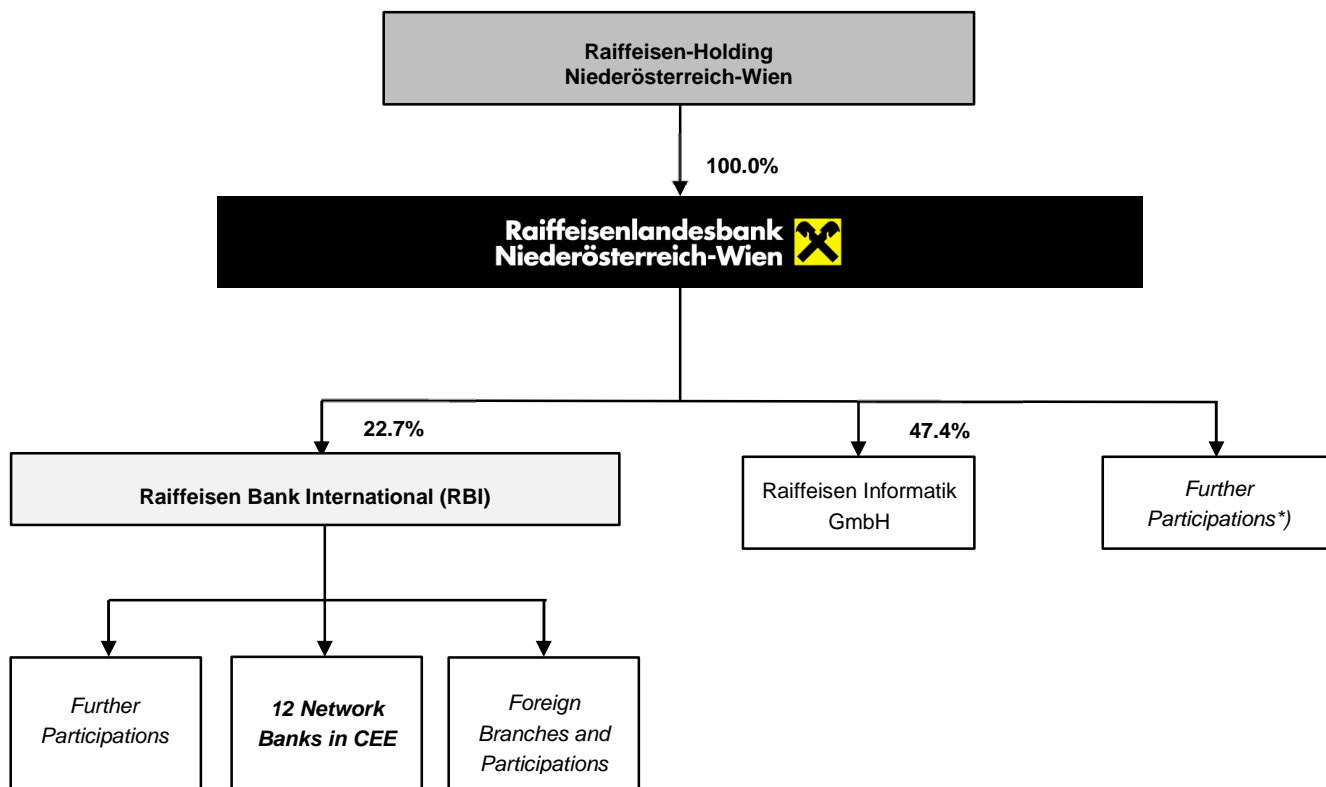 Raiffeisen-Holding
Niederösterreich-Wien
100.0%
Raiffeisenlandesbank
Niederösterreich-Wien
22.7%
47.4%
Raiffeisen Bank International (RBI)
Raiffeisen Informatik
GmbH
Further
Participations*)
Further
Participations
12 Network
Banks in CEE
Foreign
Branches and
Participations